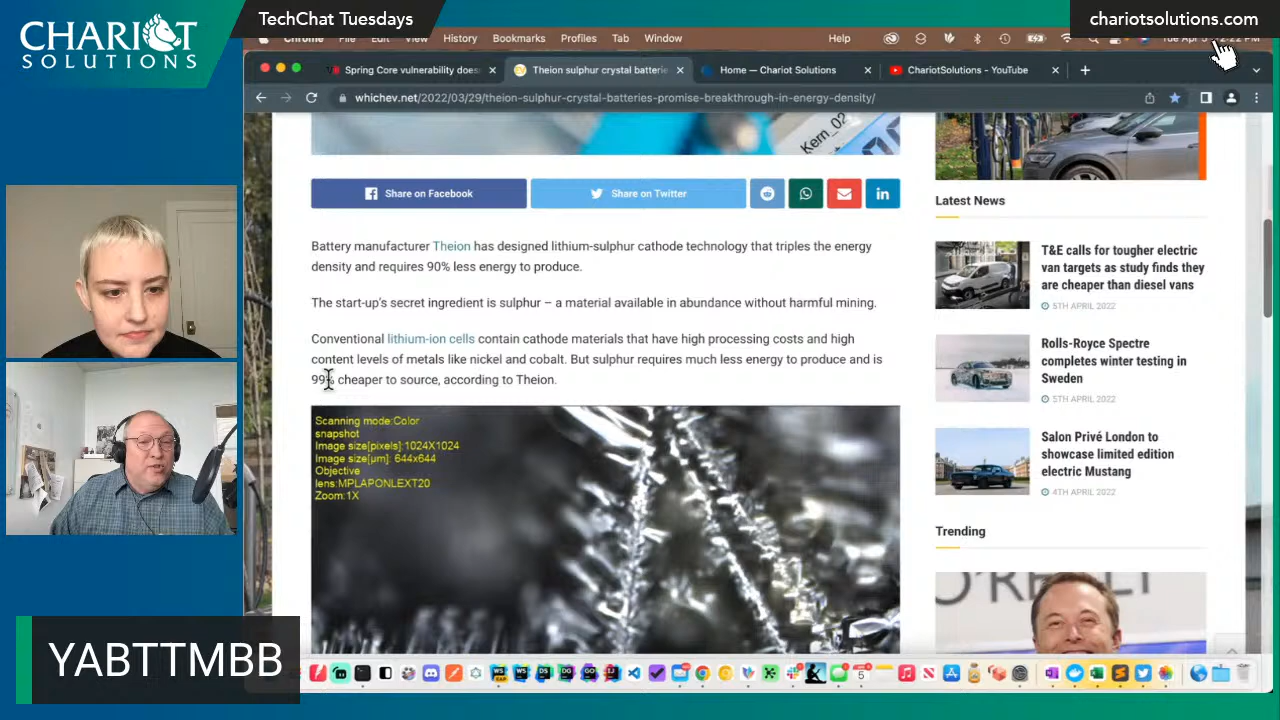 CHARIOT
SOLUTIONS
TechChat Tuesdays
chariotsolutions.com
Chrome File Edit View History Bookmarks Profiles Tab Window Help
Spring Core vulnerability does
Theion sulphur crystal batterie
Home — Chariot Solutions
ChariotSolutions - YouTube
whichev.net/2022/03/29/theion-sulphur-crystal-batteries-promise-breakthrough-in-energy-density/
Kern_02
Share on Facebook
Share on Twitter
Battery manufacturer Theion has designed lithium-sulphur cathode technology that triples the energy
density and requires 90% less energy to produce.
The start-up's secret ingredient is sulphur – a material available in abundance without harmful mining.
Conventional lithium-ion cells contain cathode materials that have high processing costs and high
content levels of metals like nickel and cobalt. But sulphur requires much less energy to produce and is
99% cheaper to source, according to Theion.
Scanning mode:Color
snapshot
Image size[pixels]:1024X1024
Image size[µm]: 644x644
Objective
lens:MPLAPONLEXT20
Zoom:1X
Latest News
T&E calls for tougher electric
van targets as study finds they
are cheaper than diesel vans
5TH APRIL 2022
Rolls-Royce Spectre
completes winter testing in
Sweden
5TH APRIL 2022
Salon Privé London to
showcase limited edition
electric Mustang
4TH APRIL 2022
Trending
O'REILLY
YABTTMBB